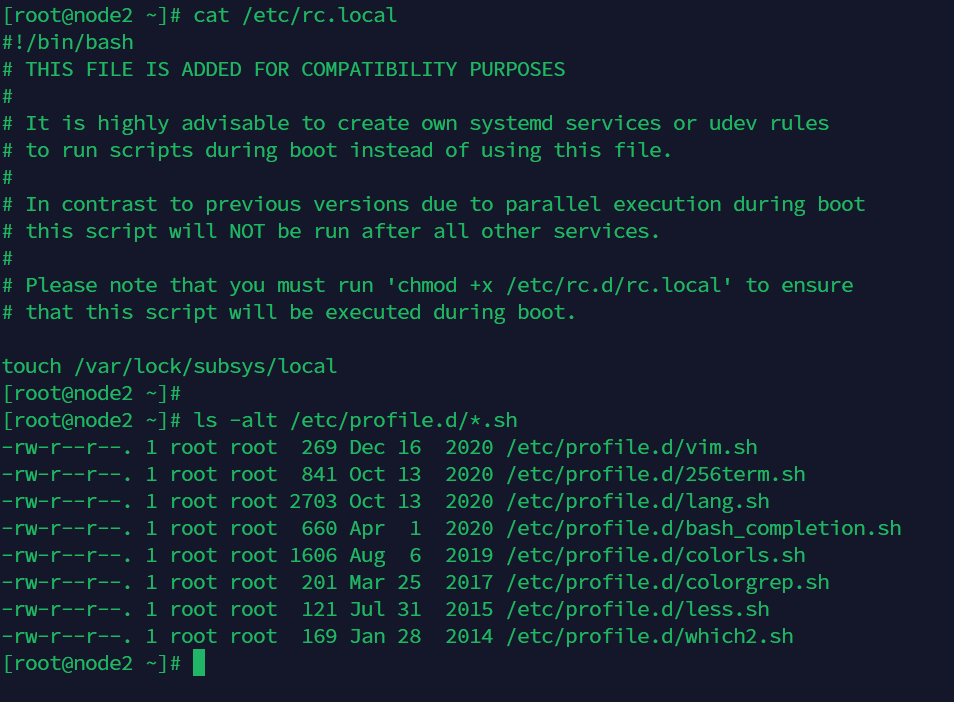 [root@node2 ~]# cat /etc/rc.local
#!/bin/bash
# THIS FILE IS ADDED FOR COMPATIBILITY PURPOSES
#
# It is highly advisable to create own systemd services or udev rules
# to run scripts during boot instead of using this file.
#
# In contrast to previous versions due to parallel execution during boot
# this script will NOT be run after all other services.
#
# Please note that you must run 'chmod +x /etc/rc.d/rc.local' to ensure
# that this script will be executed during boot.

touch /var/lock/subsys/local
[root@node2 ~]#
[root@node2 ~]# ls -alt /etc/profile.d/*.sh
-rw-r--r--. 1 root root  269 Dec 16  2020 /etc/profile.d/vim.sh
-rw-r--r--. 1 root root  841 Oct 13  2020 /etc/profile.d/256term.sh
-rw-r--r--. 1 root root 2703 Oct 13  2020 /etc/profile.d/lang.sh
-rw-r--r--. 1 root root  660 Apr  1  2020 /etc/profile.d/bash_completion.sh
-rw-r--r--. 1 root root 1606 Aug  6  2019 /etc/profile.d/colorls.sh
-rw-r--r--. 1 root root  201 Mar 25  2017 /etc/profile.d/colorgrep.sh
-rw-r--r--. 1 root root  121 Jul 31  2015 /etc/profile.d/less.sh
-rw-r--r--. 1 root root  169 Jan 28  2014 /etc/profile.d/which2.sh
[root@node2 ~]#